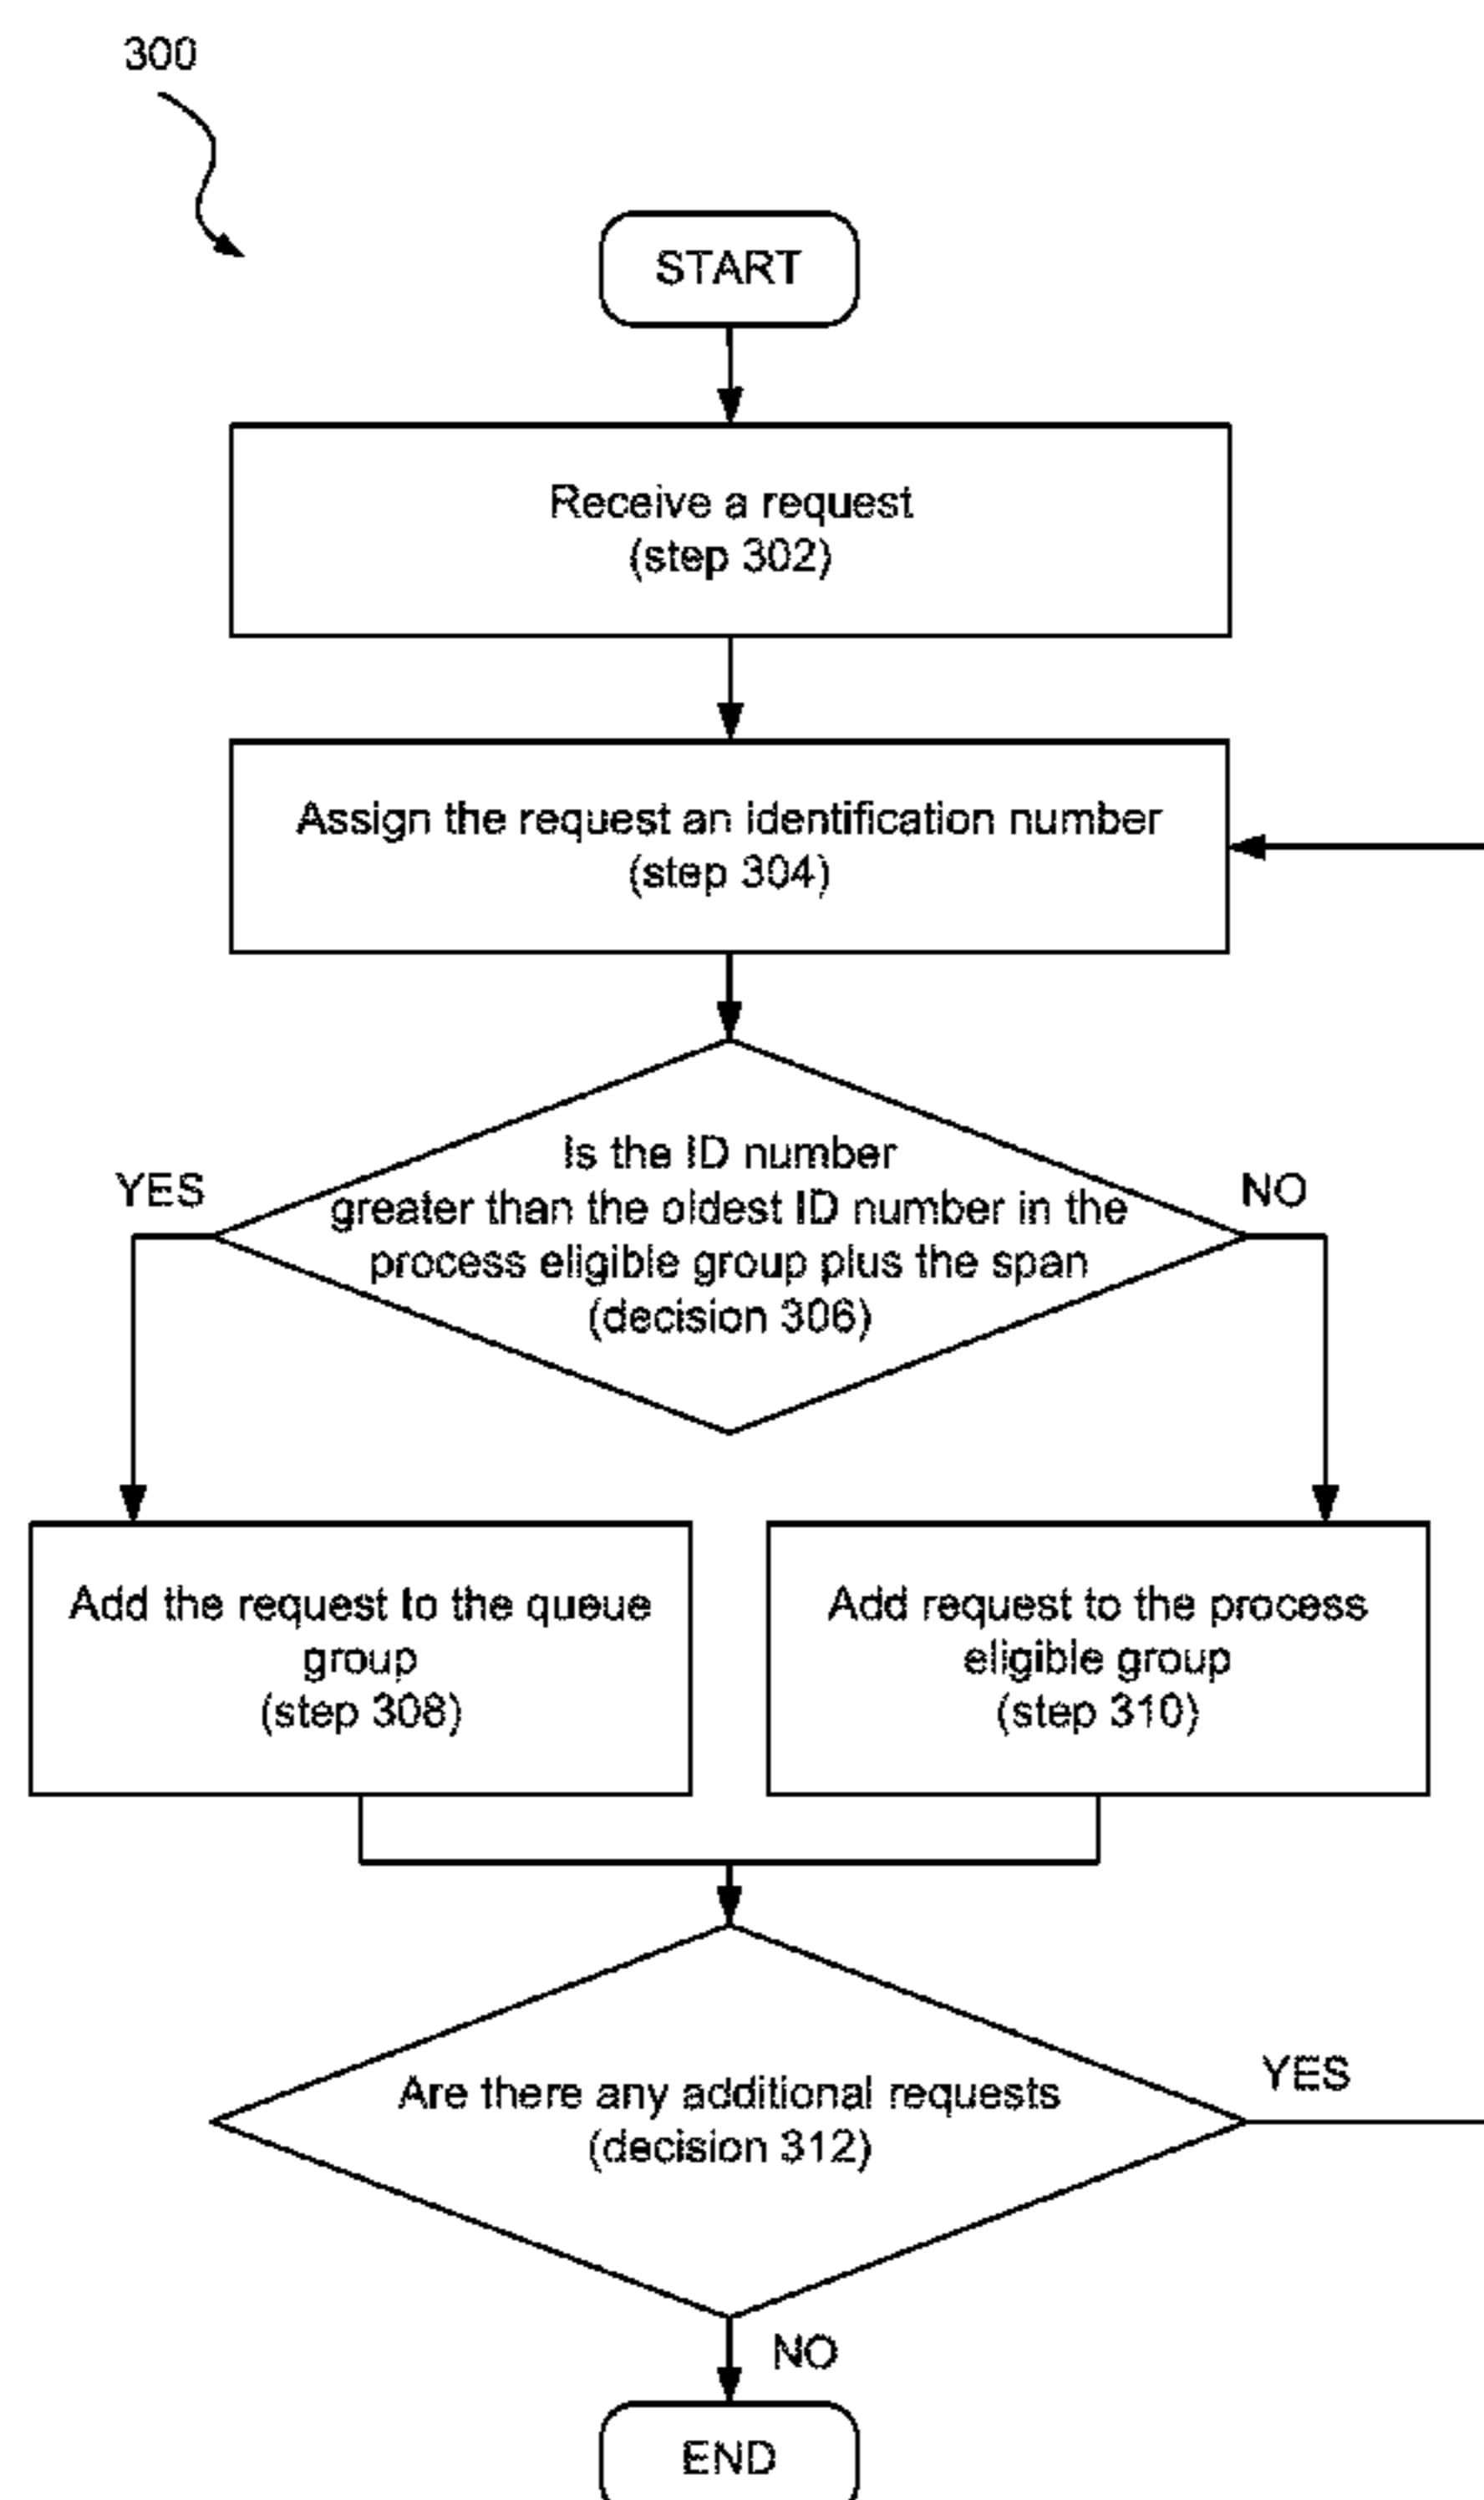 300
START
Receive a request
(step 302)
Assign the request an identification number
(step 304)
Is the ID number
greater than the oldest ID number in the
process eligible group plus the span
(decision 306)
YES
NO
Add the request to the queue
group
(step 308)
Add request to the process
eligible group
(step 310)
Are there any additional requests
(decision 312)
YES
NO
END